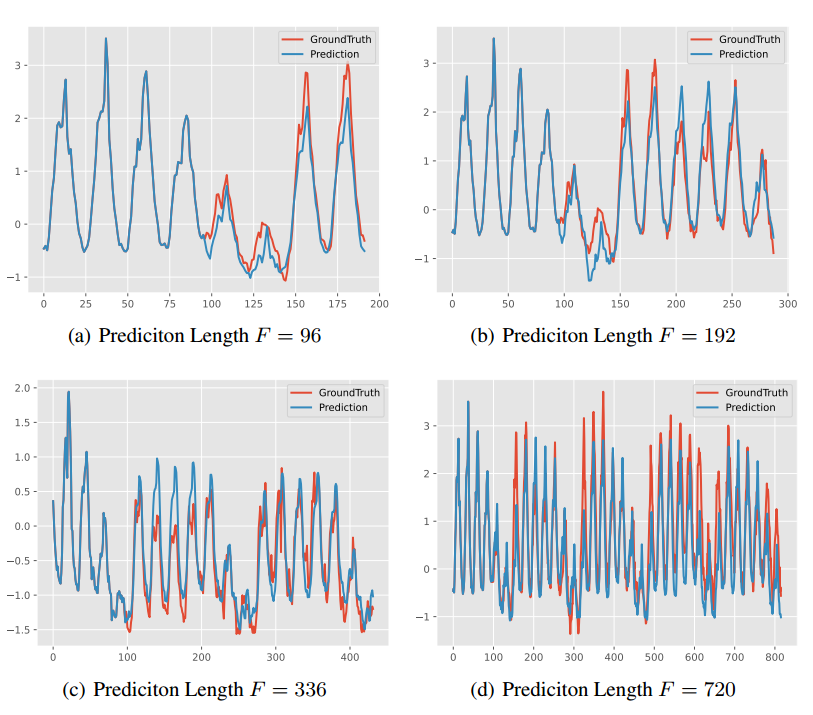 GroundTruth
Prediction
3
2
1
0
−1
0 25 50 75 100 125 150 175 200
(a) Prediciton Length F = 96
GroundTruth
Prediction
3
2
1
0
−1
0 50 100 150 200 250 300
(b) Prediciton Length F = 192
GroundTruth
Prediction
2.0
1.5
1.0
0.5
0.0
−0.5
−1.0
−1.5
0 100 200 300 400
(c) Prediciton Length F = 336
GroundTruth
Prediction
3
2
1
0
−1
0 100 200 300 400 500 600 700 800
(d) Prediciton Length F = 720